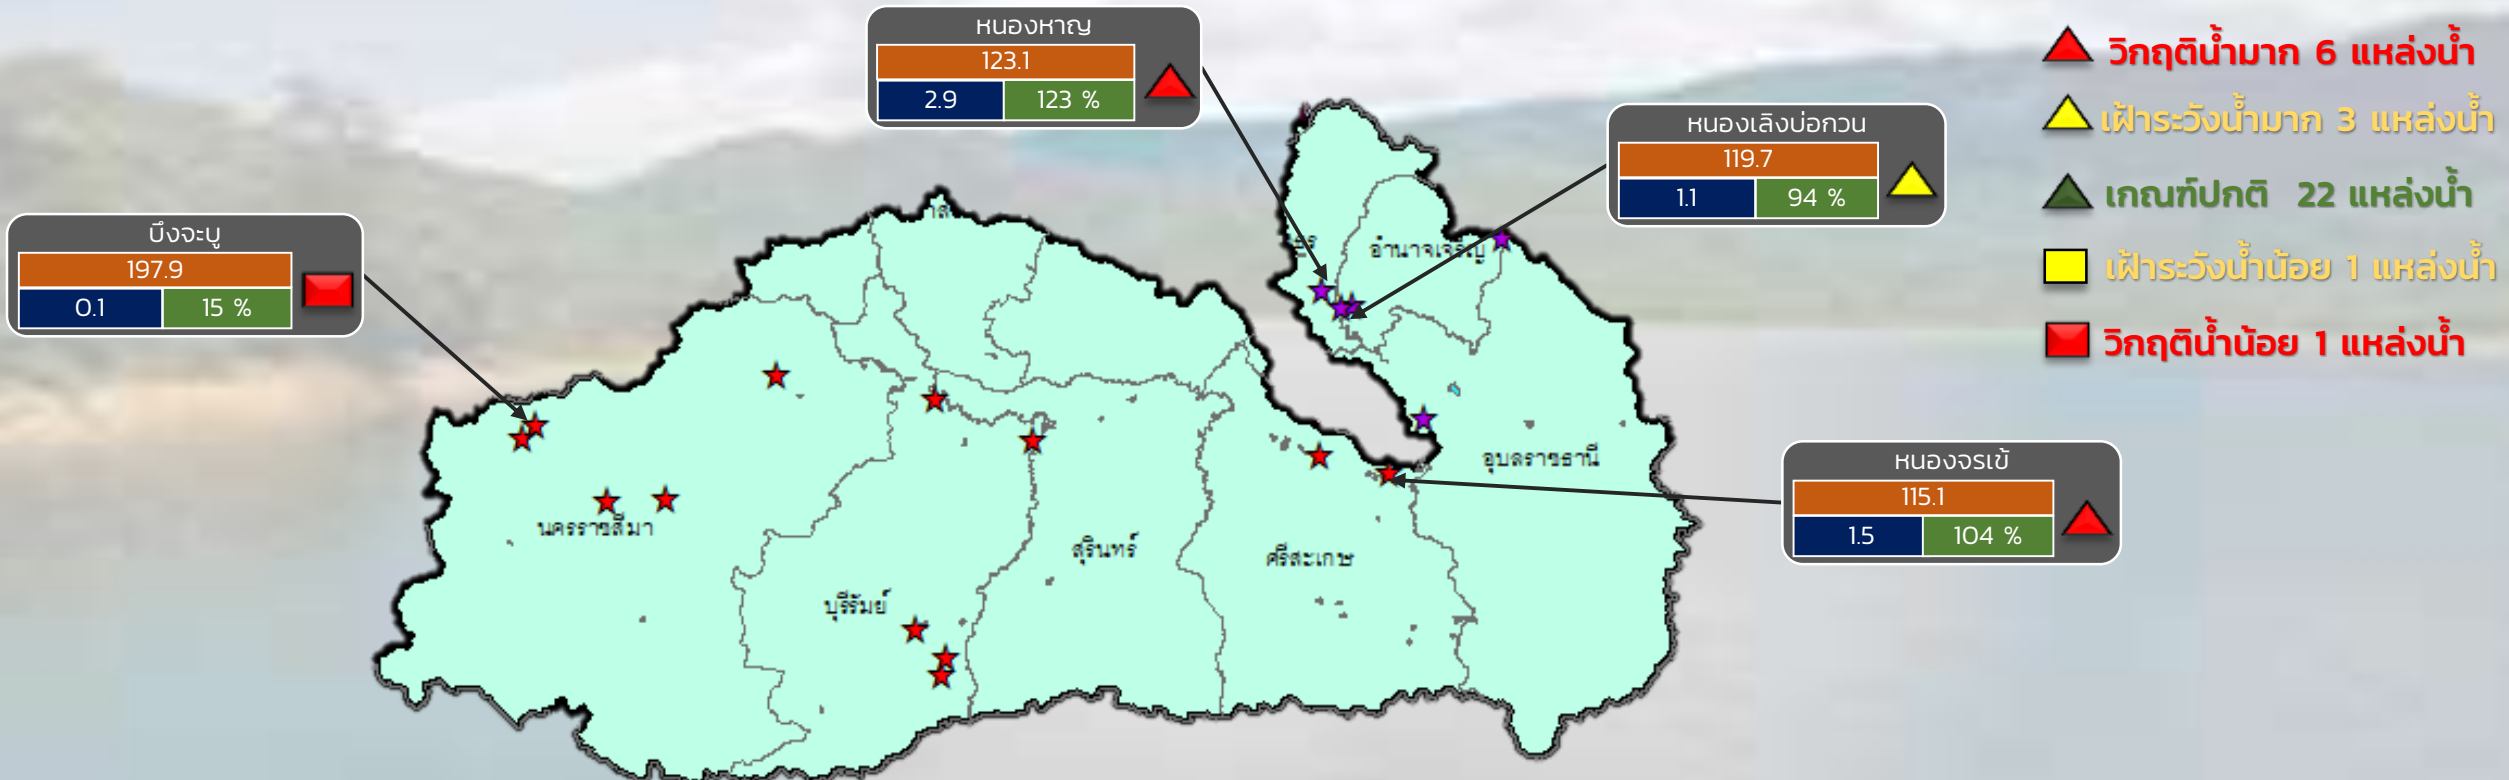 หนองหาญ
123.1
2.9 123 %
หนองเลิงบ่อกวน
119.7
1.1 94 %
บึงจะบู
197.9
0.1 15 %
หนองจรเข้
115.1
1.5 104 %
วิกฤติน้ำมาก 6 แหล่งน้ำ
เฝ้าระวังน้ำมาก 3 แหล่งน้ำ
เกณฑ์ปกติ 22 แหล่งน้ำ
เฝ้าระวังน้ำน้อย 1 แหล่งน้ำ
วิกฤติน้ำน้อย 1 แหล่งน้ำ
อำนาจเจริญ
อุบลราชธานี
นครราชสีมา
บุรีรัมย์
สุรินทร์
ศรีสะเกษ